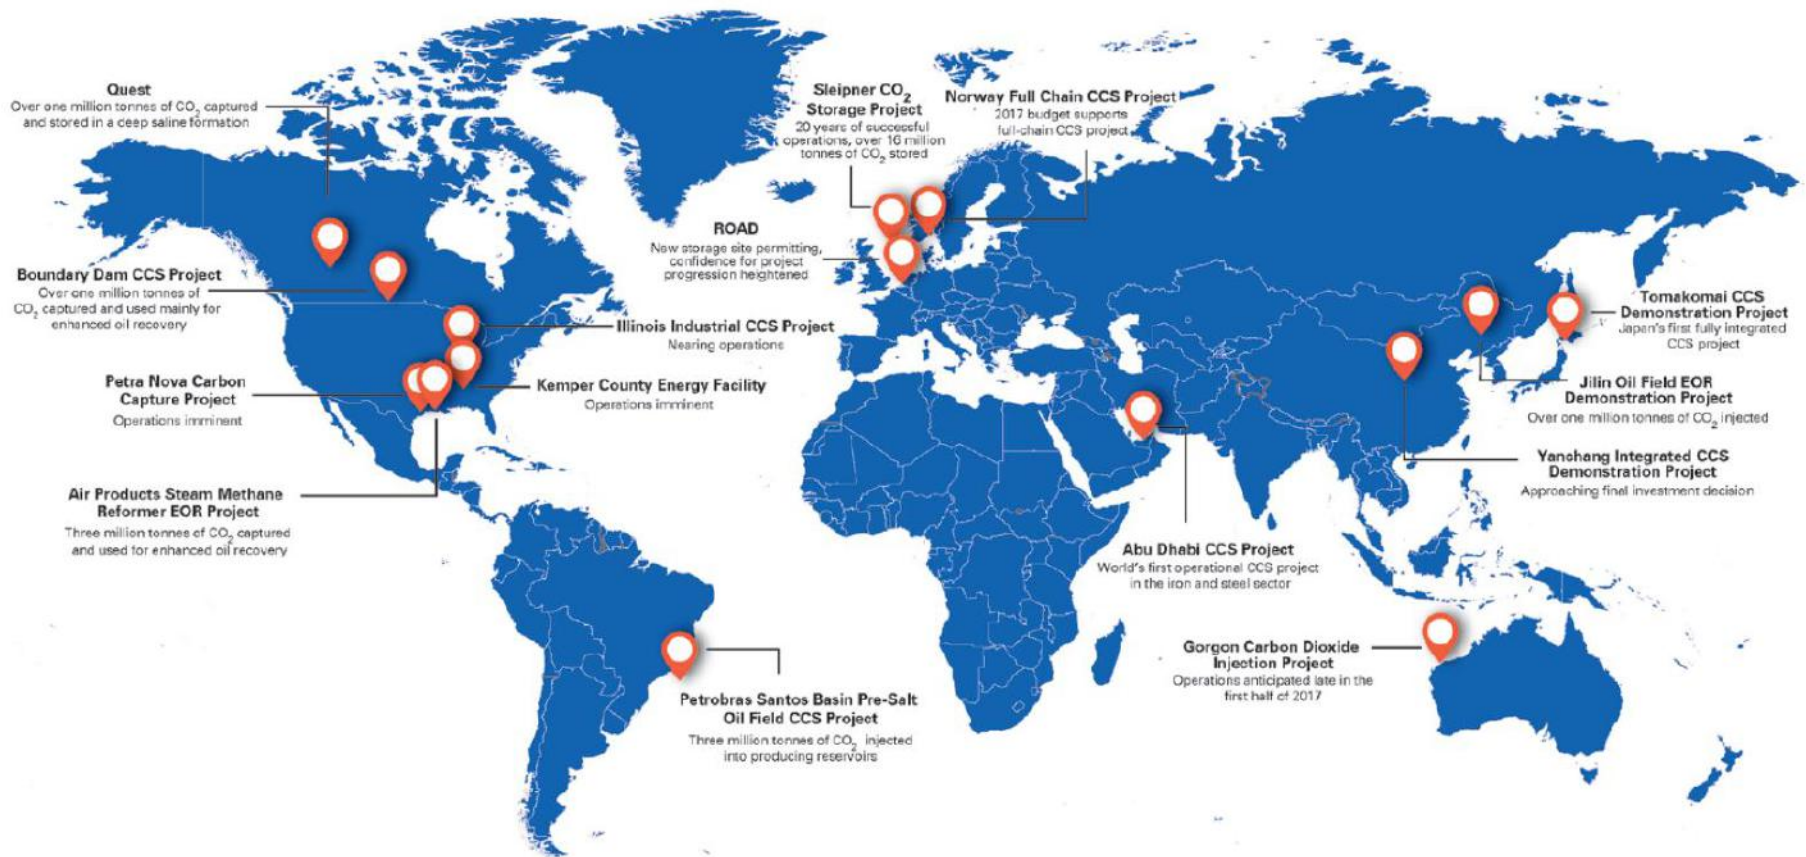 Quest
Over one million tonnes of CO₂ captured
and stored in a deep saline formation
Boundary Dam CCS Project
Over one million tonnes of
CO₂ captured and used mainly for
enhanced oil recovery
Petra Nova Carbon
Capture Project
Operations imminent
Air Products Steam Methane
Reformer EOR Project
Three million tonnes of CO₂ captured
and used for enhanced oil recovery
Illinois Industrial CCS Project
Nearing operations
Kemper County Energy Facility
Operations imminent
Petrobras Santos Basin Pre-Salt
Oil Field CCS Project
Three million tonnes of CO₂ injected
into producing reservoirs
Sleipner CO₂
Storage Project
20 years of successful
operations, over 16 million
tonnes of CO₂ stored
Norway Full Chain CCS Project
2017 budget supports
full-chain CCS project
ROAD
New storage site permitting,
confidence for project
progression heightened
Abu Dhabi CCS Project
World's first operational CCS project
in the iron and steel sector
Tomakomai CCS
Demonstration Project
Japan's first fully integrated
CCS project
Jilin Oil Field EOR
Demonstration Project
Over one million tonnes of CO₂ injected
Yanchang Integrated CCS
Demonstration Project
Approaching final investment decision
Gorgon Carbon Dioxide
Injection Project
Operations anticipated late in the
first half of 2017